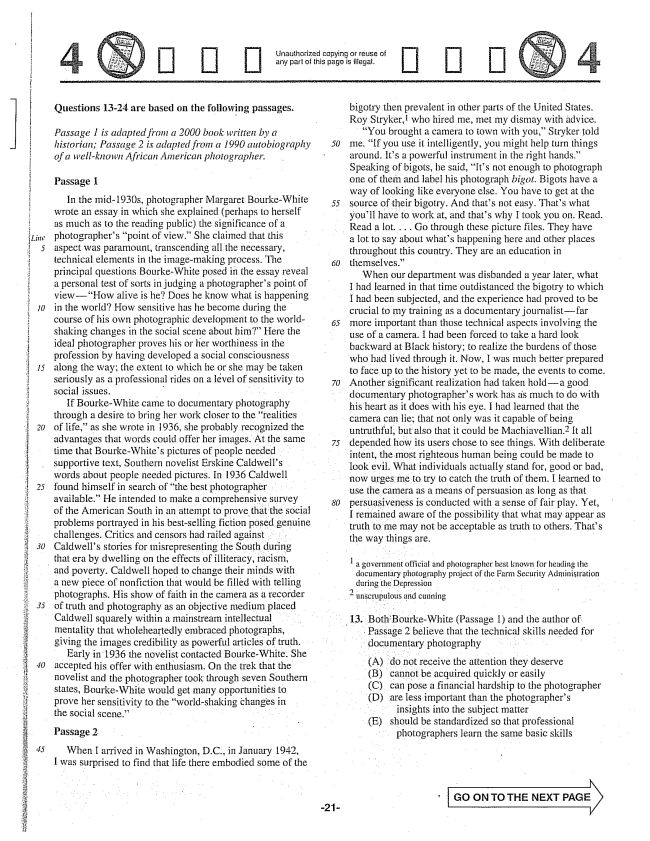 4
Unauthorized copying or reuse of
any part of this page is illegal.
4
Questions 13-24 are based on the following passages.
Passage 1 is adapted from a 2000 book written by a
historian; Passage 2 is adapted from a 1990 autobiography
of a well-known African American photographer.
Passage 1
In the mid-1930s, photographer Margaret Bourke-White
wrote an essay in which she explained (perhaps to herself
as much as to the reading public) the significance of a
Line photographer's "point of view." She claimed that this
5 aspect was paramount, transcending all the necessary,
technical elements in the image-making process. The
principal questions Bourke-White posed in the essay reveal
a personal test of sorts in judging a photographer's point of
view—"How alive is he? Does he know what is happening
10 in the world? How sensitive has he become during the
course of his own photographic development to the world-
shaking changes in the social scene about him?" Here the
ideal photographer proves his or her worthiness in the
profession by having developed a social consciousness
15 along the way; the extent to which he or she may be taken
seriously as a professional rides on a level of sensitivity to
social issues.
If Bourke-White came to documentary photography
through a desire to bring her work closer to the "realities
20 of life," as she wrote in 1936, she probably recognized the
advantages that words could offer her images. At the same
time that Bourke-White's pictures of people needed
supportive text, Southern novelist Erskine Caldwell's
words about people needed pictures. In 1936 Caldwell
25 found himself in search of "the best photographer
available." He intended to make a comprehensive survey
of the American South in an attempt to prove that the social
problems portrayed in his best-selling fiction posed genuine
challenges. Critics and censors had railed against
30 Caldwell's stories for misrepresenting the South during
that era by dwelling on the effects of illiteracy, racism,
and poverty. Caldwell hoped to change their minds with
a new piece of nonfiction that would be filled with telling
photographs. His show of faith in the camera as a recorder
35 of truth and photography as an objective medium placed
Caldwell squarely within a mainstream intellectual
mentality that wholeheartedly embraced photographs,
giving the images credibility as powerful articles of truth.
Early in 1936 the novelist contacted Bourke-White. She
40 accepted his offer with enthusiasm. On the trek that the
novelist and the photographer took through seven Southern
states, Bourke-White would get many opportunities to
prove her sensitivity to the "world-shaking changes in
the social scene."
Passage 2
45 When I arrived in Washington, D.C., in January 1942,
I was surprised to find that life there embodied some of the
bigotry then prevalent in other parts of the United States.
Roy Stryker,1 who hired me, met my dismay with advice.
"You brought a camera to town with you," Stryker told
50 me. "If you use it intelligently, you might help turn things
around. It's a powerful instrument in the right hands."
Speaking of bigots, he said, "It's not enough to photograph
one of them and label his photograph bigot. Bigots have a
way of looking like everyone else. You have to get at the
55 source of their bigotry. And that's not easy. That's what
you'll have to work at, and that's why I took you on. Read.
Read a lot. . . . Go through these picture files. They have
a lot to say about what's happening here and other places
throughout this country. They are an education in
60 themselves."
When our department was disbanded a year later, what
I had learned in that time outdistanced the bigotry to which
I had been subjected, and the experience had proved to be
crucial to my training as a documentary journalist—far
65 more important than those technical aspects involving the
use of a camera. I had been forced to take a hard look
backward at Black history; to realize the burdens of those
who had lived through it. Now, I was much better prepared
to face up to the history yet to be made, the events to come.
70 Another significant realization had taken hold—a good
documentary photographer's work has as much to do with
his heart as it does with his eye. I had learned that the
camera can lie; that not only was it capable of being
untruthful, but also that it could be Machiavellian.2 It all
75 depended how its users chose to see things. With deliberate
intent, the most righteous human being could be made to
look evil. What individuals actually stand for, good or bad,
now urges me to try to catch the truth of them. I learned to
use the camera as a means of persuasion as long as that
80 persuasiveness is conducted with a sense of fair play. Yet,
I remained aware of the possibility that what may appear as
truth to me may not be acceptable as truth to others. That's
the way things are.
1 a government official and photographer best known for heading the
documentary photography project of the Farm Security Administration
during the Depression
2 unscrupulous and cunning
13. Both Bourke-White (Passage 1) and the author of
Passage 2 believe that the technical skills needed for
documentary photography
(A) do not receive the attention they deserve
(B) cannot be acquired quickly or easily
(C) can pose a financial hardship to the photographer
(D) are less important than the photographer's
insights into the subject matter
(E) should be standardized so that professional
photographers learn the same basic skills
-21-
GO ON TO THE NEXT PAGE